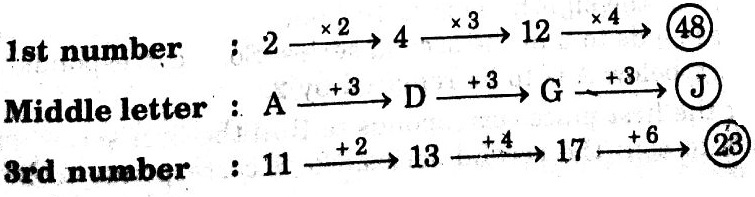 1st number : 2 ×2 → 4 ×3 → 12 ×4 → 48
Middle letter : A +3 → D +3 → G +3 → J
3rd number : 11 +2 → 13 +4 → 17 +6 → 23